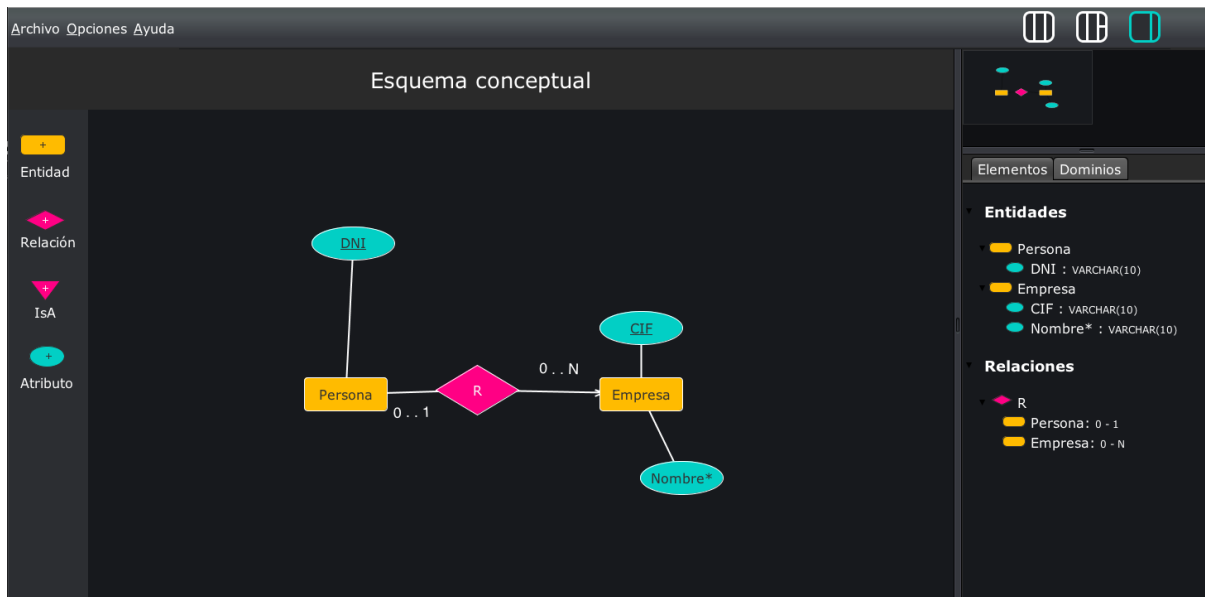 Archivo Opciones Ayuda
Esquema conceptual
+
Entidad
+
Relación
+
IsA
+
Atributo
DNI
CIF
0..N
Persona
R
Empresa
0..1
Nombre*
Elementos Dominios
Entidades
Persona
DNI : VARCHAR(10)
Empresa
CIF : VARCHAR(10)
Nombre* : VARCHAR(10)
Relaciones
R
Persona: 0 - 1
Empresa: 0 - N